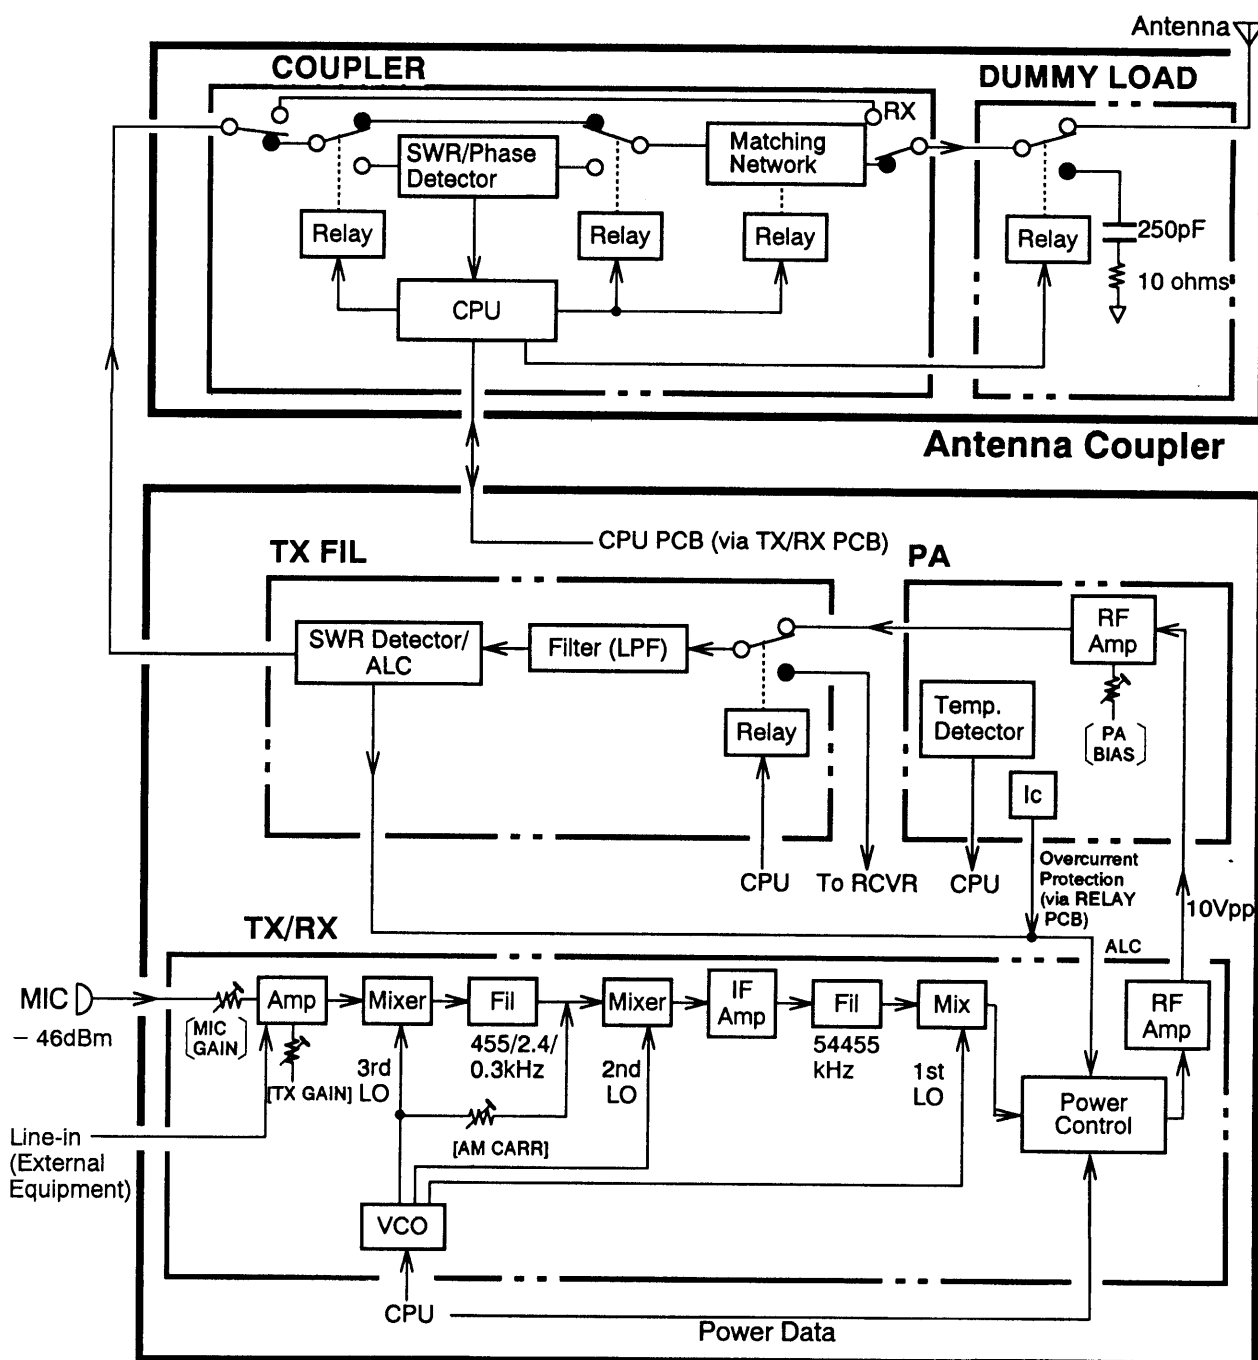 Antenna
COUPLER
DUMMY LOAD
RX
SWR/Phase
Detector
Matching
Network
Relay
Relay
Relay
Relay
250pF
10 ohms
CPU
Antenna Coupler
CPU PCB (via TX/RX PCB)
TX FIL
PA
SWR Detector/
ALC
Filter (LPF)
RF
Amp
Relay
Temp.
Detector
[PA
BIAS]
Ic
CPU
To RCVR
CPU
Overcurrent
Protection
(via RELAY
PCB)
10Vpp
TX/RX
ALC
MIC
– 46dBm
[MIC
GAIN]
Amp
Mixer
Fil
Mixer
IF
Amp
Fil
Mix
RF
Amp
455/2.4/
0.3kHz
54455
kHz
[TX GAIN]
3rd
LO
2nd
LO
1st
LO
[AM CARR]
Power
Control
Line-in
(External
Equipment)
VCO
CPU
Power Data